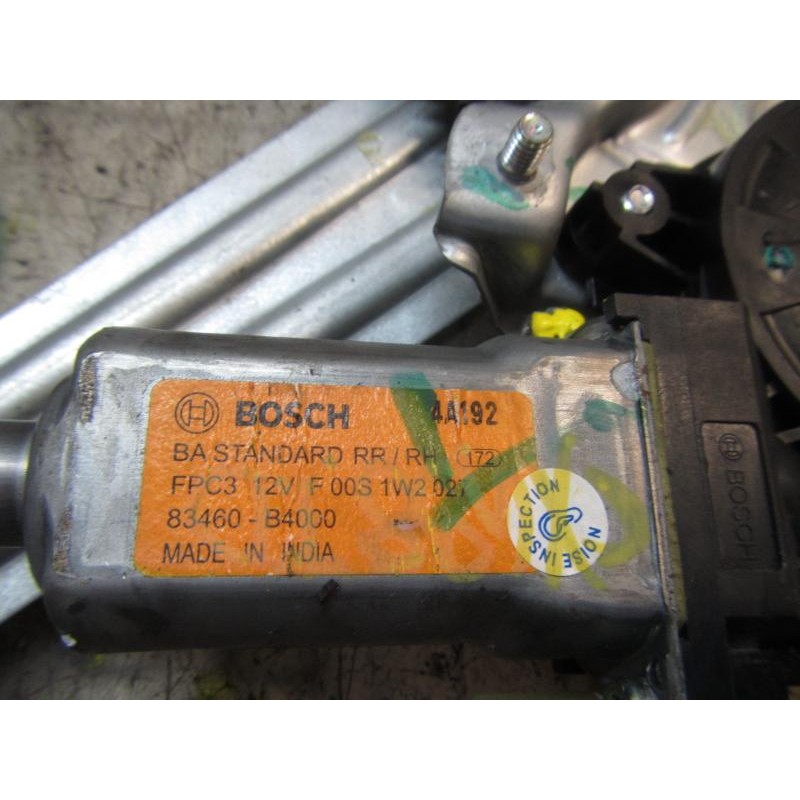 BOSCH 4A192
BA STANDARD RR / RH 172
FPC3 12V F 00S 1W2 027
83460 - B4000
MADE IN INDIA
NOISE INSPECTION
BOSCH